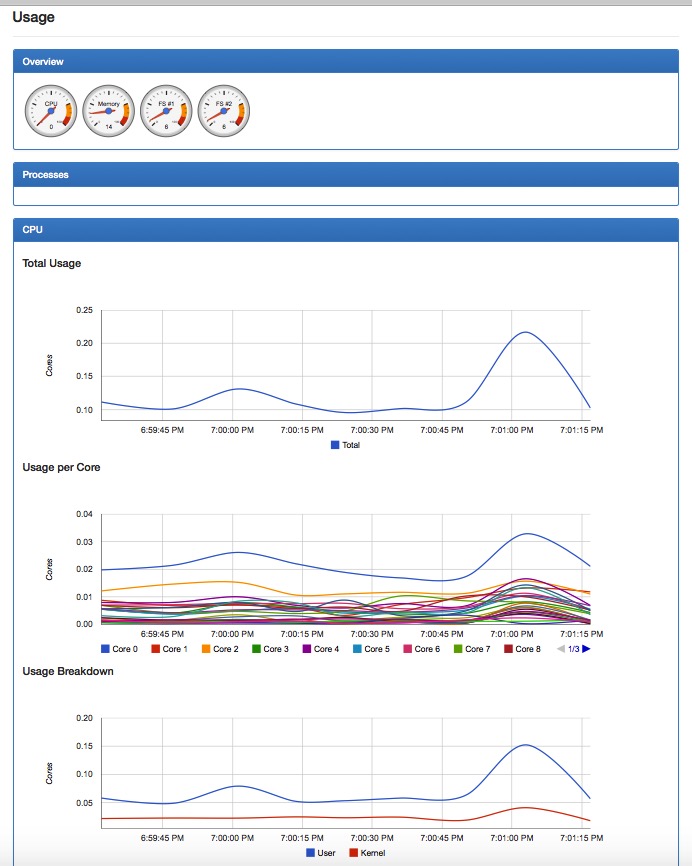 Usage
Overview
CPU
0
Memory
14
FS #1
6
FS #2
6
Processes
CPU
Total Usage
0.25
0.20
0.15
0.10
Cores
6:59:45 PM 7:00:00 PM 7:00:15 PM 7:00:30 PM 7:00:45 PM 7:01:00 PM 7:01:15 PM
Total
Usage per Core
0.04
0.03
0.02
0.01
0.00
Cores
6:59:45 PM 7:00:00 PM 7:00:15 PM 7:00:30 PM 7:00:45 PM 7:01:00 PM 7:01:15 PM
Core 0 Core 1 Core 2 Core 3 Core 4 Core 5 Core 6 Core 7 Core 8 1/3
Usage Breakdown
0.20
0.15
0.10
0.05
Cores
6:59:45 PM 7:00:00 PM 7:00:15 PM 7:00:30 PM 7:00:45 PM 7:01:00 PM 7:01:15 PM
User Kernel